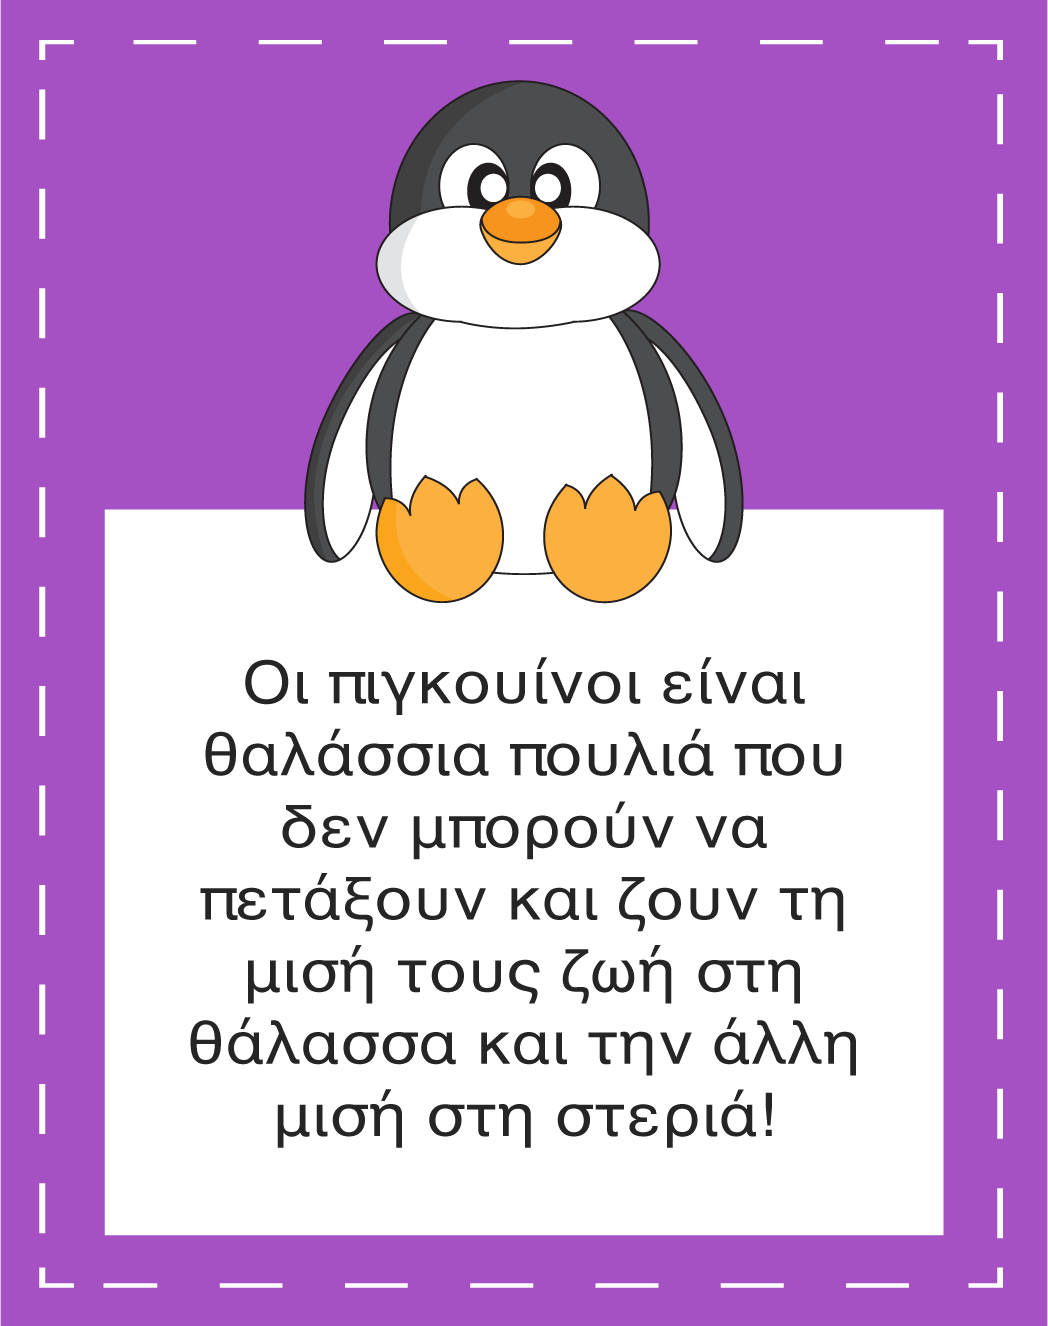 Οι πιγκουίνοι είναι
θαλάσσια πουλιά που
δεν μπορούν να
πετάξουν και ζουν τη
μισή τους ζωή στη
θάλασσα και την άλλη
μισή στη στεριά!